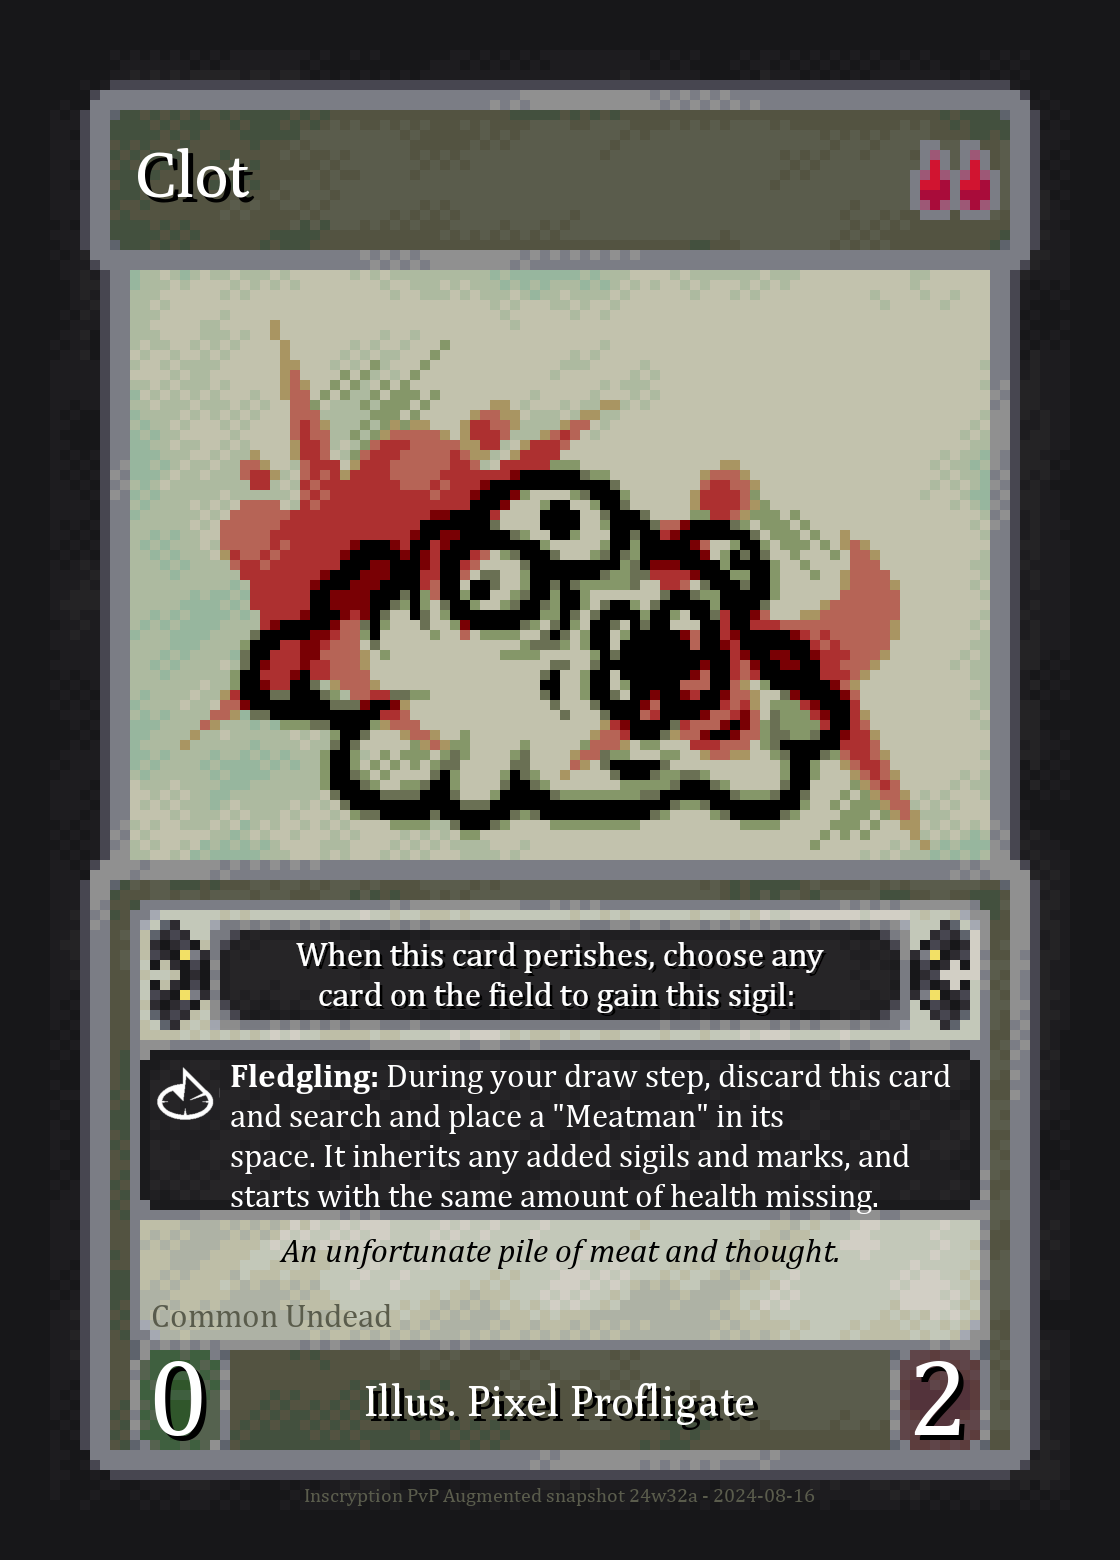 Clot
When this card perishes, choose any
card on the field to gain this sigil:
Fledgling: During your draw step, discard this card
and search and place a "Meatman" in its
space. It inherits any added sigils and marks, and
starts with the same amount of health missing.
An unfortunate pile of meat and thought.
Common Undead
0
Illus. Pixel Profligate
2
Inscryption PvP Augmented snapshot 24w32a - 2024-08-16